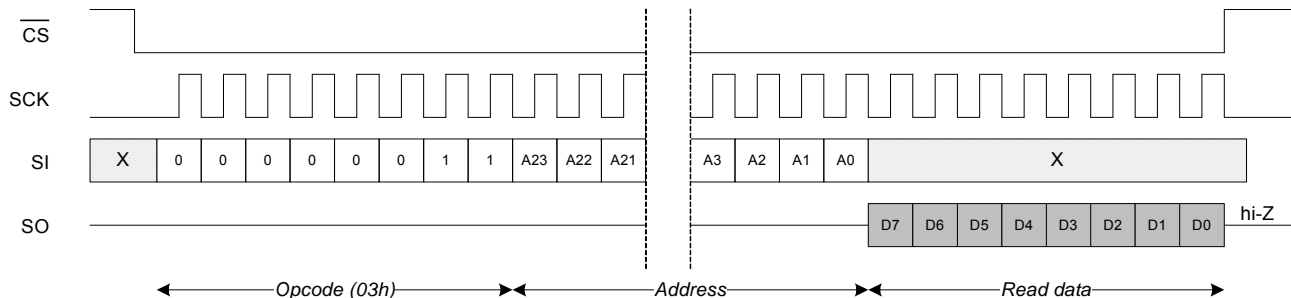 CS
SCK
SI X 0 0 0 0 0 0 1 1 A23 A22 A21 A3 A2 A1 A0 X
SO D7 D6 D5 D4 D3 D2 D1 D0 hi-Z
Opcode (03h) Address Read data